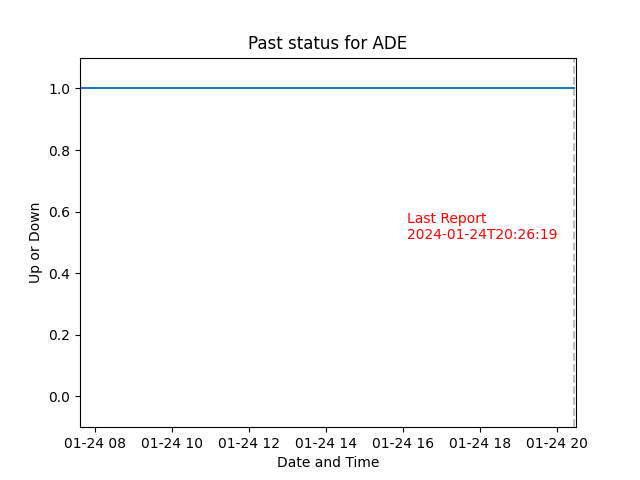 Past status for ADE
1.0
0.8
0.6
0.4
0.2
0.0
Up or Down
Last Report
2024-01-24T20:26:19
01-24 08 01-24 10 01-24 12 01-24 14 01-24 16 01-24 18 01-24 20
Date and Time